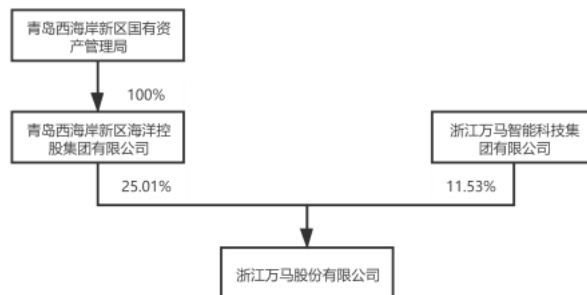 青岛西海岸新区国有资
产管理局
100%
青岛西海岸新区海洋控
股集团有限公司
浙江万马智能科技集
团有限公司
25.01%
11.53%
浙江万马股份有限公司